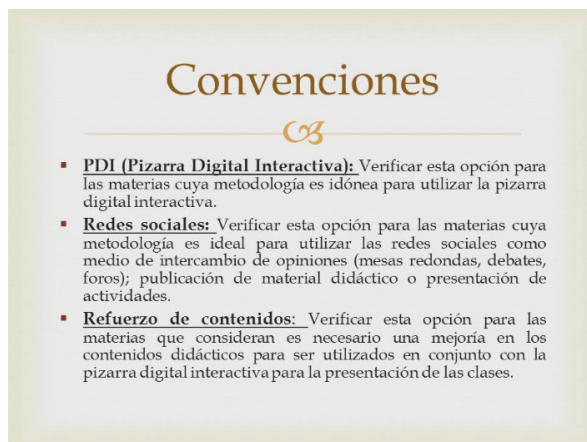 Convenciones
PDI (Pizarra Digital Interactiva): Verificar esta opción para
las materias cuya metodología es idónea para utilizar la pizarra
digital interactiva.
Redes sociales: Verificar esta opción para las materias cuya
metodología es ideal para utilizar las redes sociales como
medio de intercambio de opiniones (mesas redondas, debates,
foros); publicación de material didáctico o presentación de
actividades.
Refuerzo de contenidos: Verificar esta opción para las
materias que consideran es necesario una mejoría en los
contenidos didácticos para ser utilizados en conjunto con la
pizarra digital interactiva para la presentación de las clases.